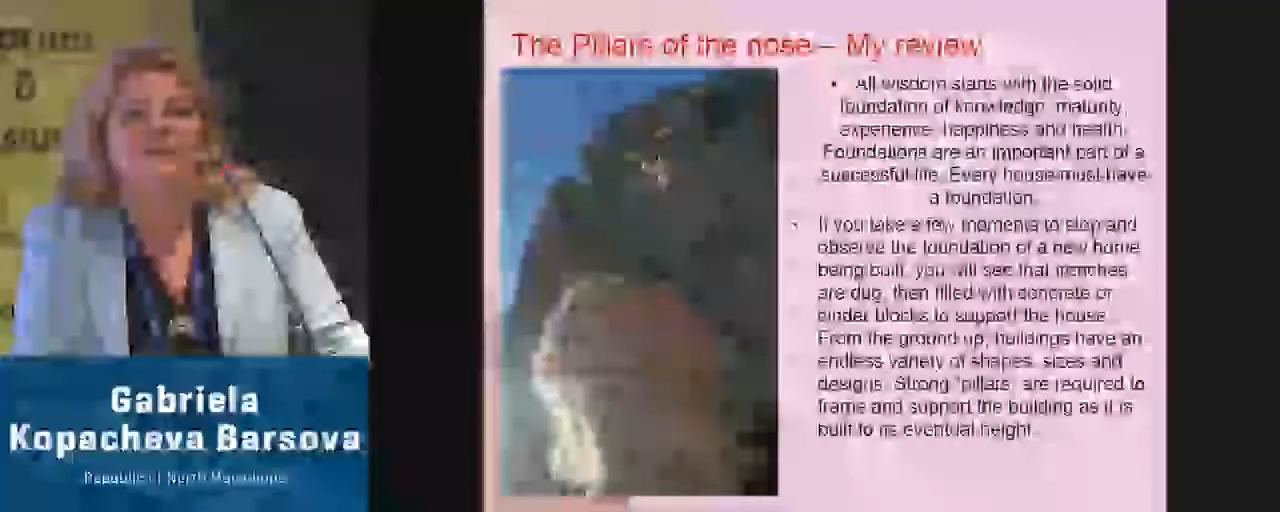 &
Gabriela
Kopacheva Barsova
Republic of North Macedonia
The Pillars of the nose – My review
• All wisdom starts with the solid
foundation of knowledge, maturity,
experience, happiness and health.
Foundations are an important part of a
successful life. Every house must have
a foundation.
• If you take a few moments to stop and
observe the foundation of a new home
being built, you will see that trenches
are dug, then filled with concrete or
cinder blocks to support the house.
From the ground up, buildings have an
endless variety of shapes, sizes and
designs. Strong "pillars" are required to
frame and support the building as it is
built to its eventual height.